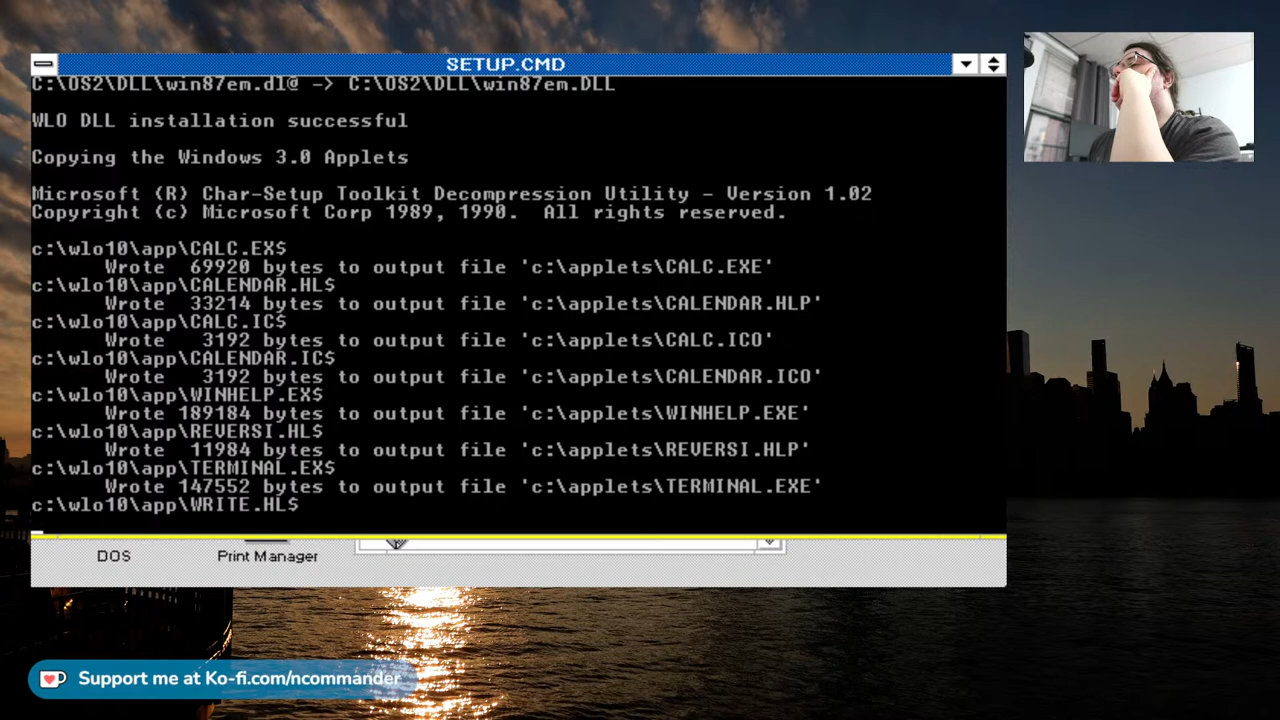 SETUP.CMD
C:\OS2\DLL\win87em.dl@ -> C:\OS2\DLL\win87em.DLL
WLO DLL installation successful
Copying the Windows 3.0 Applets
Microsoft (R) Char-Setup Toolkit Decompression Utility - Version 1.02
Copyright (c) Microsoft Corp 1989, 1990.  All rights reserved.
c:\wlo10\app\CALC.EX$
Wrote  69920 bytes to output file 'c:\applets\CALC.EXE'
c:\wlo10\app\CALENDAR.HL$
Wrote  33214 bytes to output file 'c:\applets\CALENDAR.HLP'
c:\wlo10\app\CALC.IC$
Wrote   3192 bytes to output file 'c:\applets\CALC.ICO'
c:\wlo10\app\CALENDAR.IC$
Wrote   3192 bytes to output file 'c:\applets\CALENDAR.ICO'
c:\wlo10\app\WINHELP.EX$
Wrote 189184 bytes to output file 'c:\applets\WINHELP.EXE'
c:\wlo10\app\REVERSI.HL$
Wrote  11984 bytes to output file 'c:\applets\REVERSI.HLP'
c:\wlo10\app\TERMINAL.EX$
Wrote 147552 bytes to output file 'c:\applets\TERMINAL.EXE'
c:\wlo10\app\WRITE.HL$
DOS
Print Manager
Support me at Ko-fi.com/ncommander